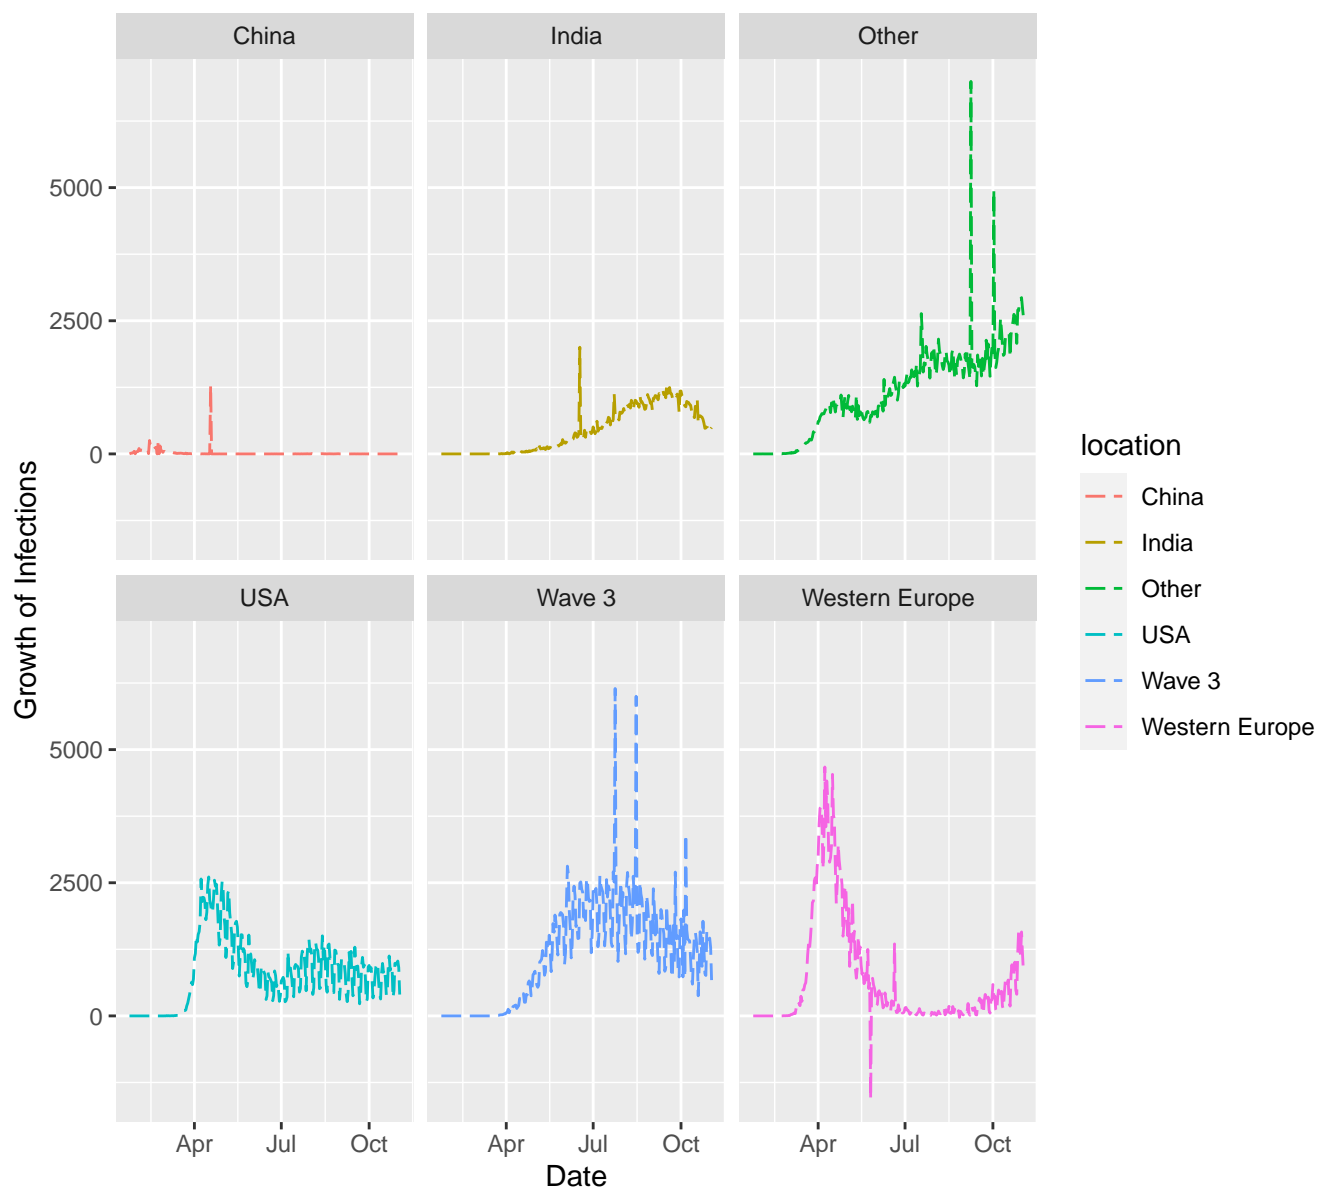 China India Other
5000
2500
0
Growth of Infections
USA Wave 3 Western Europe
5000
2500
0
Apr Jul Oct Apr Jul Oct Apr Jul Oct
Date
location
China
India
Other
USA
Wave 3
Western Europe